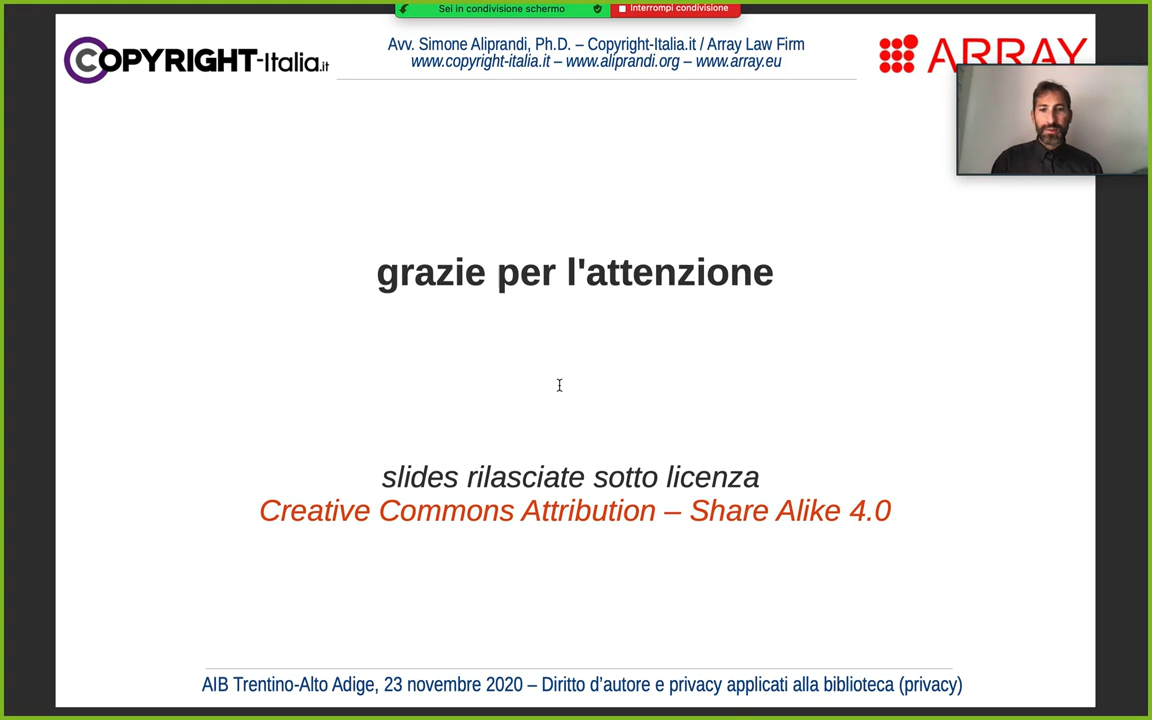 Sei in condivisione schermo
Interrompi condivisione
COPYRIGHT-Italia.it
Avv. Simone Aliprandi, Ph.D. – Copyright-Italia.it / Array Law Firm
www.copyright-italia.it – www.aliprandi.org – www.array.eu
ARRAY
grazie per l'attenzione
slides rilasciate sotto licenza
Creative Commons Attribution – Share Alike 4.0
AIB Trentino-Alto Adige, 23 novembre 2020 – Diritto d’autore e privacy applicati alla biblioteca (privacy)